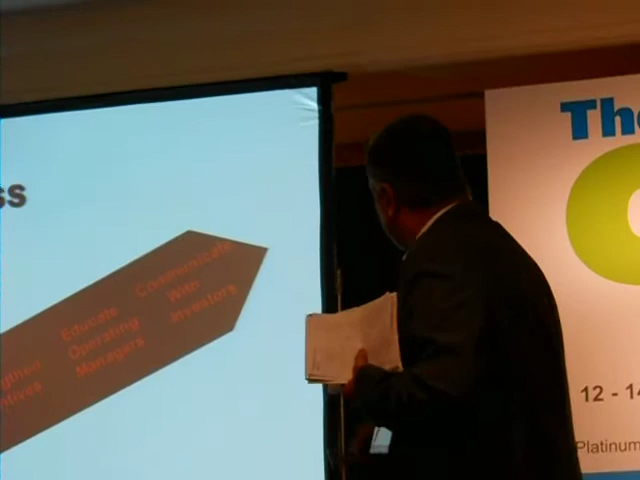 ss
Communicate
With
Investors
Educate
Operating
Managers
The
C
12 - 14
Platinum